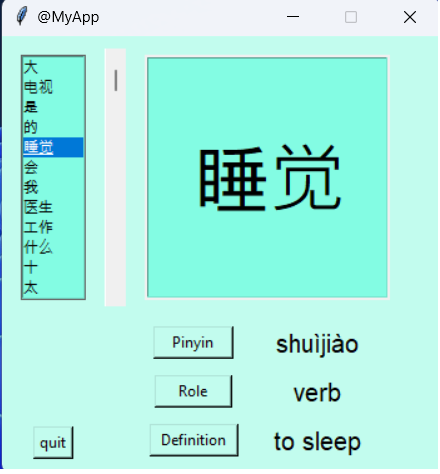 @MyApp
大
电视
是
的
睡觉
会
我
医生
工作
什么
十
太
睡觉
Pinyin
shuìjiào
Role
verb
Definition
to sleep
quit